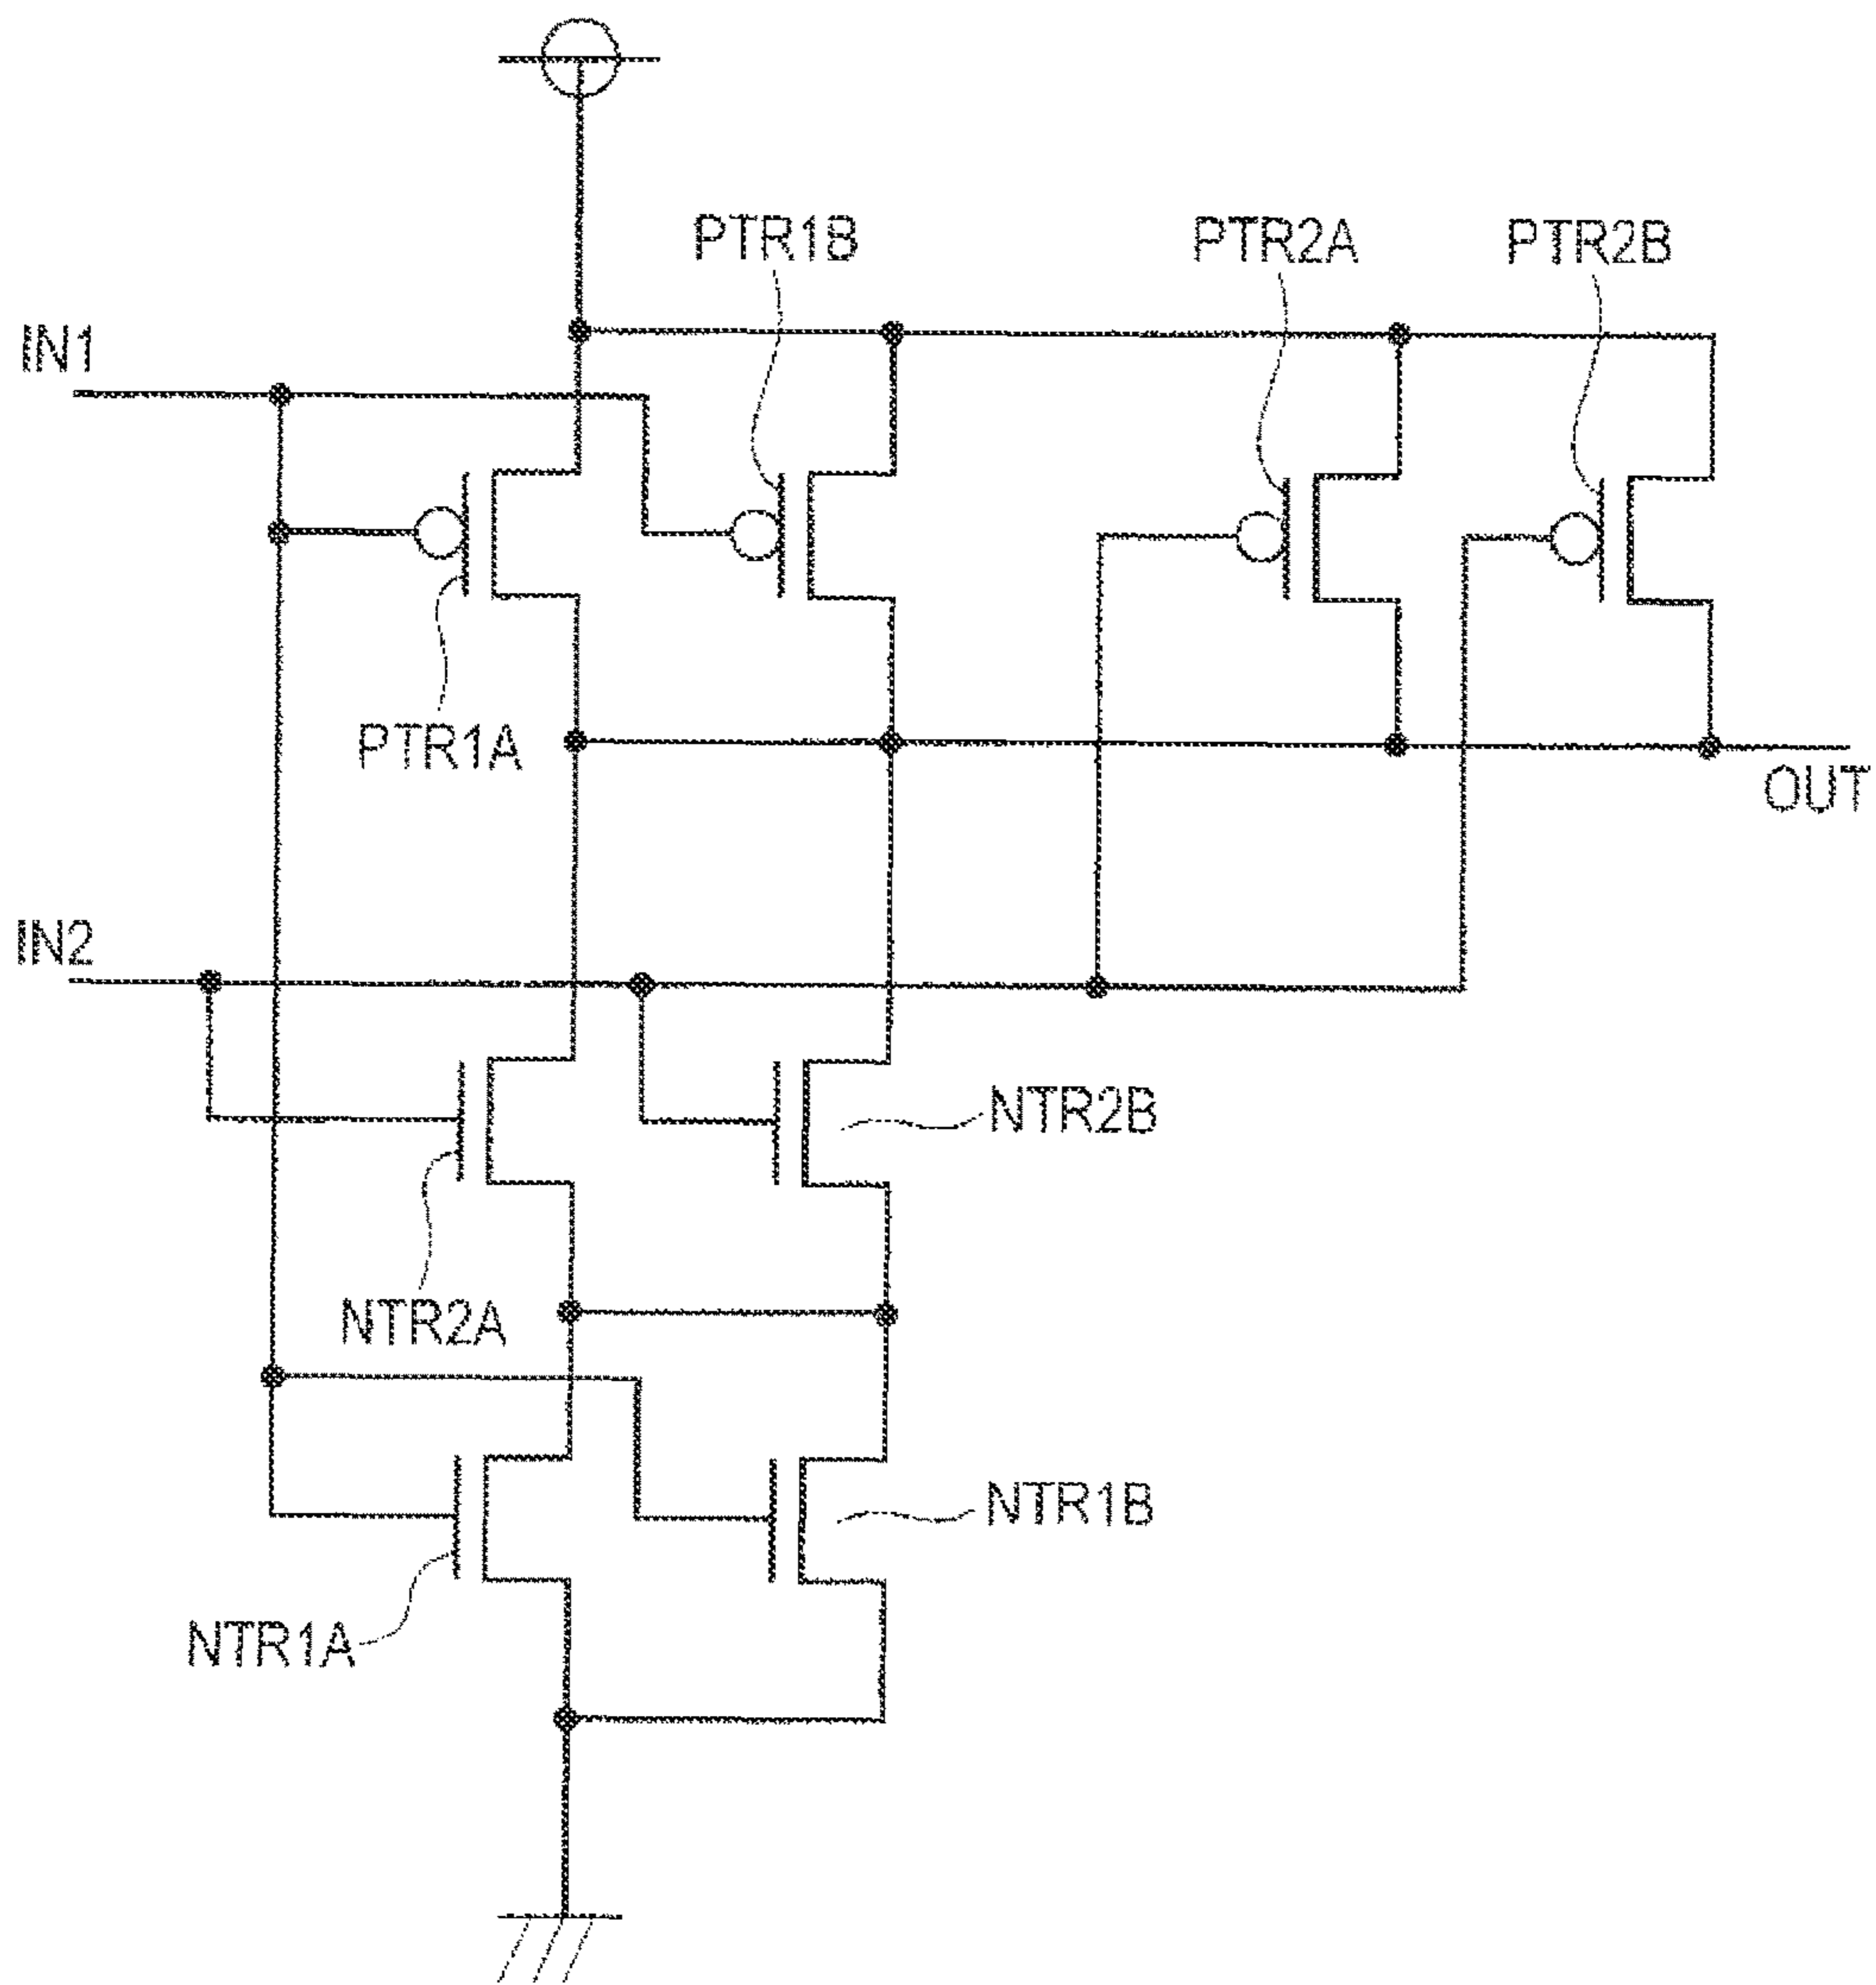 PTR1B
PTR2A
PTR2B
IN1
PTR1A
OUT
IN2
NTR2B
NTR2A
NTR1B
NTR1A